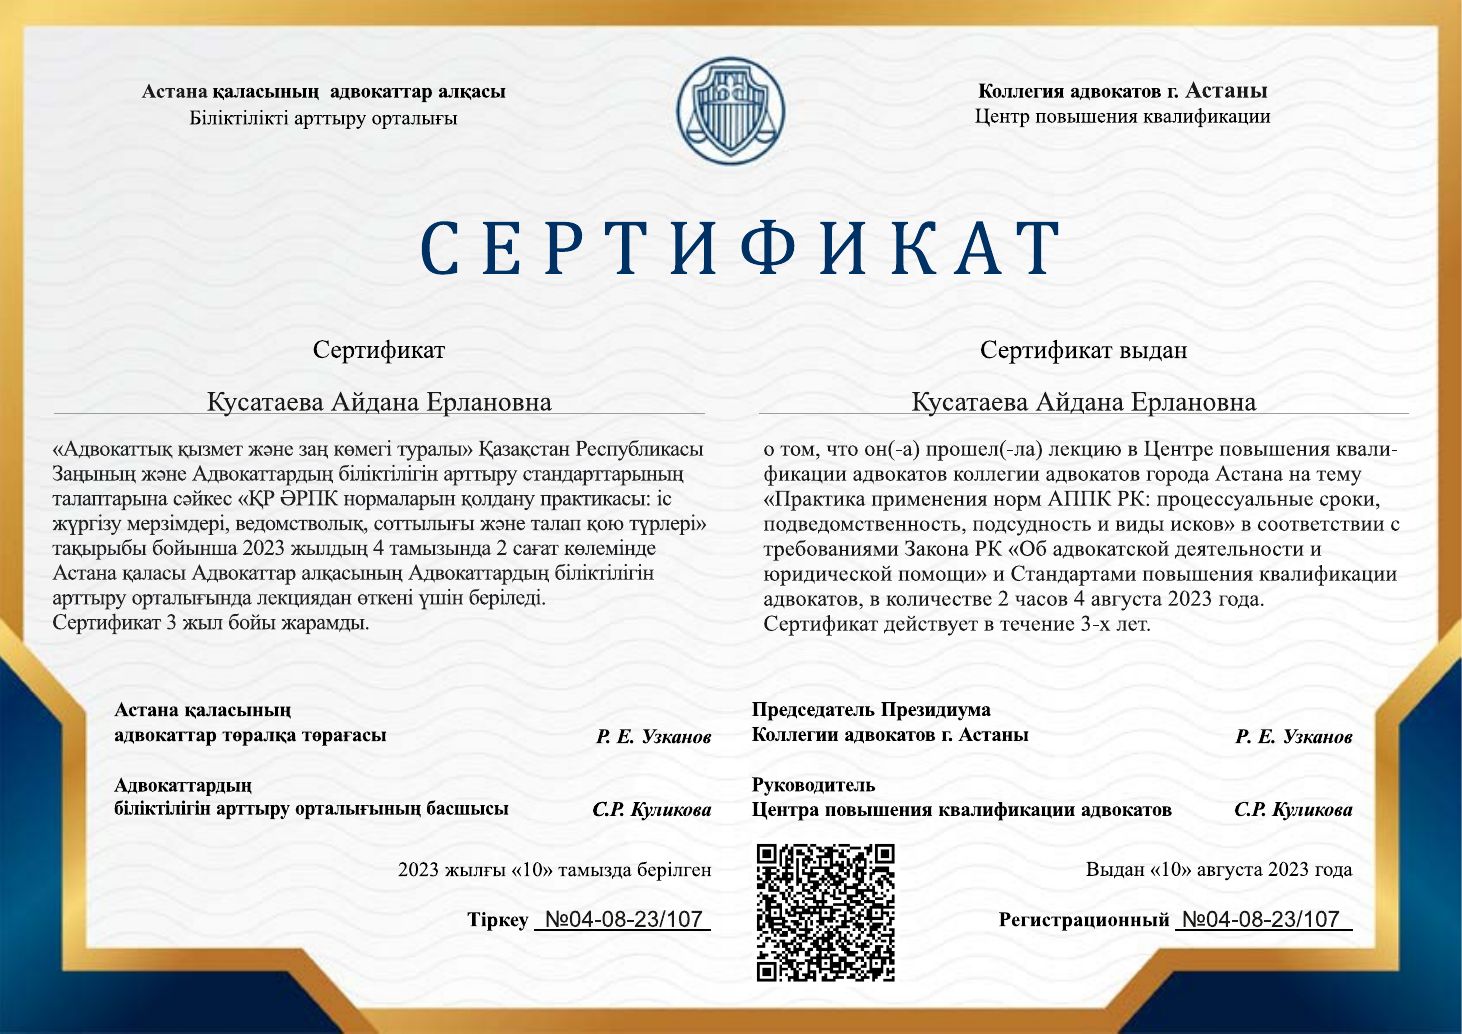 Астана қаласының адвокаттар алқасы
Біліктілікті арттыру орталығы
Коллегия адвокатов г. Астаны
Центр повышения квалификации
СЕРТИФИКАТ
Сертификат
Кусатаева Айдана Ерлановна
«Адвокаттық қызмет және заң көмегі туралы» Қазақстан Республикасы
Заңының және Адвокаттардың біліктілігін арттыру стандарттарының
талаптарына сәйкес «ҚР ӘРПК нормаларын қолдану практикасы: іс
жүргізу мерзімдері, ведомстволық, соттылығы және талап қою түрлері»
тақырыбы бойынша 2023 жылдың 4 тамызында 2 сағат көлемінде
Астана қаласы Адвокаттар алқасының Адвокаттардың біліктілігін
арттыру орталығында лекциядан өткені үшін беріледі.
Сертификат 3 жыл бойы жарамды.
Сертификат выдан
Кусатаева Айдана Ерлановна
о том, что он(-а) прошел(-ла) лекцию в Центре повышения квали-
фикации адвокатов коллегии адвокатов города Астана на тему
«Практика применения норм АППК РК: процессуальные сроки,
подведомственность, подсудность и виды исков» в соответствии с
требованиями Закона РК «Об адвокатской деятельности и
юридической помощи» и Стандартами повышения квалификации
адвокатов, в количестве 2 часов 4 августа 2023 года.
Сертификат действует в течение 3-х лет.
Астана қаласының
адвокаттар төралқа төрағасы Р. Е. Узканов
Адвокаттардың
біліктілігін арттыру орталығының басшысы С.Р. Куликова
2023 жылғы «10» тамызда берілген
Тіркеу №04-08-23/107
Председатель Президиума
Коллегии адвокатов г. Астаны Р. Е. Узканов
Руководитель
Центра повышения квалификации адвокатов С.Р. Куликова
Выдан «10» августа 2023 года
Регистрационный №04-08-23/107